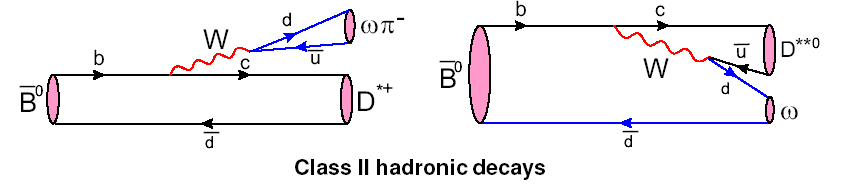 b
W
d
u̅
ωπ⁻
c
B̅⁰
D*⁺
d̅
b
c
W
u̅
d
D**⁰
B̅⁰
ω
d̅
Class II hadronic decays